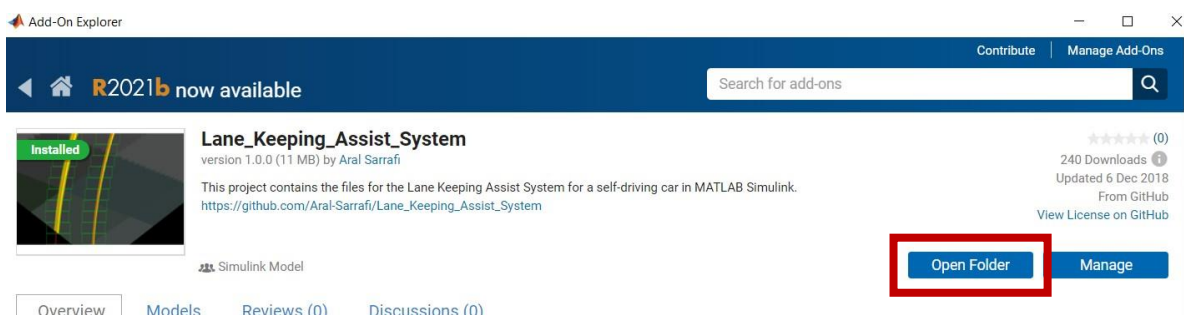 Add-On Explorer
Contribute Manage Add-Ons
R2021b now available
Search for add-ons
Installed
Lane_Keeping_Assist_System
version 1.0.0 (11 MB) by Aral Sarrafi
This project contains the files for the Lane Keeping Assist System for a self-driving car in MATLAB Simulink.
https://github.com/Aral-Sarrafi/Lane_Keeping_Assist_System
(0)
240 Downloads
Updated 6 Dec 2018
From GitHub
View License on GitHub
Simulink Model
Open Folder
Manage
Overview Models Reviews (0) Discussions (0)